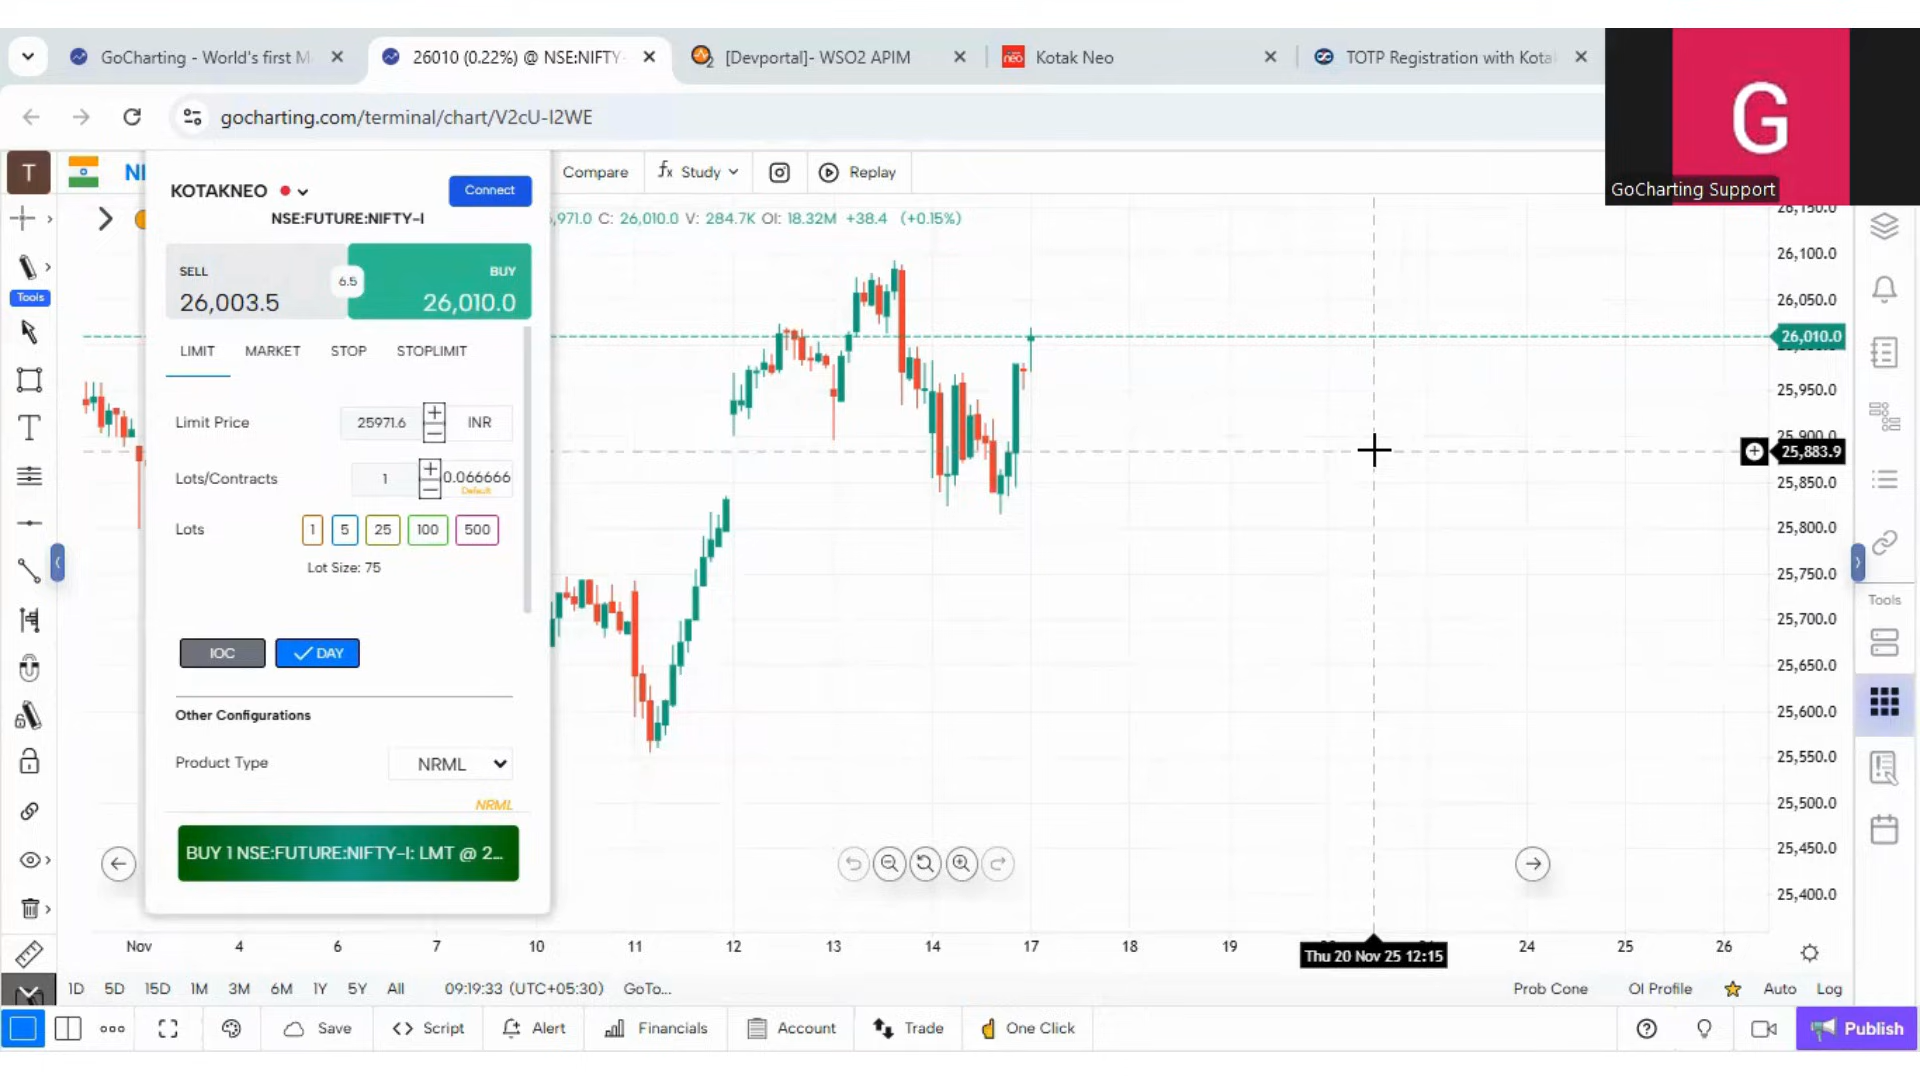 GoCharting - World's first M
26010 (0.22%) @ NSE:NIFTY-
[Devportal]- WSO2 APIM
neo
Kotak Neo
TOTP Registration with Kota
gocharting.com/terminal/chart/V2cU-I2WE
G
GoCharting Support
T
Compare
fx Study
Replay
KOTAKNEO
Connect
NSE:FUTURE:NIFTY-I
C: 26,010.0 V: 284.7K OI: 18.32M +38.4 (+0.15%)
SELL
26,003.5
6.5
BUY
26,010.0
LIMIT MARKET STOP STOPLIMIT
Limit Price 25971.6 + − INR
Lots/Contracts 1 + − 0.066666
Default
Lots 1 5 25 100 500
Lot Size: 75
IOC
DAY
Other Configurations
Product Type NRML
NRML
BUY 1 NSE:FUTURE:NIFTY-I: LMT @ 2...
Tools
26,150.0
26,100.0
26,050.0
26,010.0
25,950.0
25,900.0
25,883.9
25,850.0
25,800.0
25,750.0
25,700.0
25,650.0
25,600.0
25,550.0
25,500.0
25,450.0
25,400.0
Tools
Nov 4 6 7 10 11 12 13 14 17 18 19 24 25 26
Thu 20 Nov 25 12:15
1D 5D 15D 1M 3M 6M 1Y 5Y All 09:19:33 (UTC+05:30) GoTo...
Prob Cone OI Profile Auto Log
Save Script Alert Financials Account Trade One Click
Publish